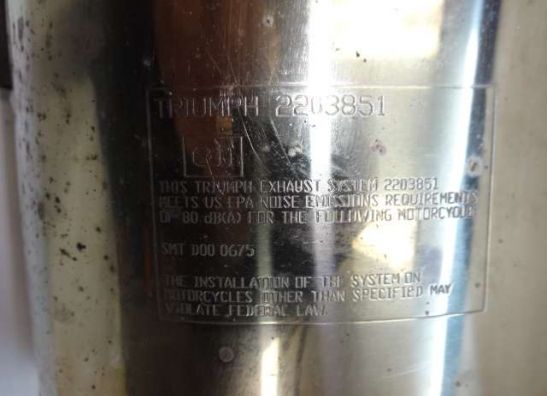 TRIUMPH 2203851
THIS TRIUMPH EXHAUST SYSTEM 2203851
MEETS US EPA NOISE EMISSIONS REQUIREMENTS
OF 80 dB(A) FOR THE FOLLOWING MOTORCYCLE
SMT D00 0675
THE INSTALLATION OF THE SYSTEM ON
MOTORCYCLES OTHER THAN SPECIFIED MAY
VIOLATE FEDERAL LAW.